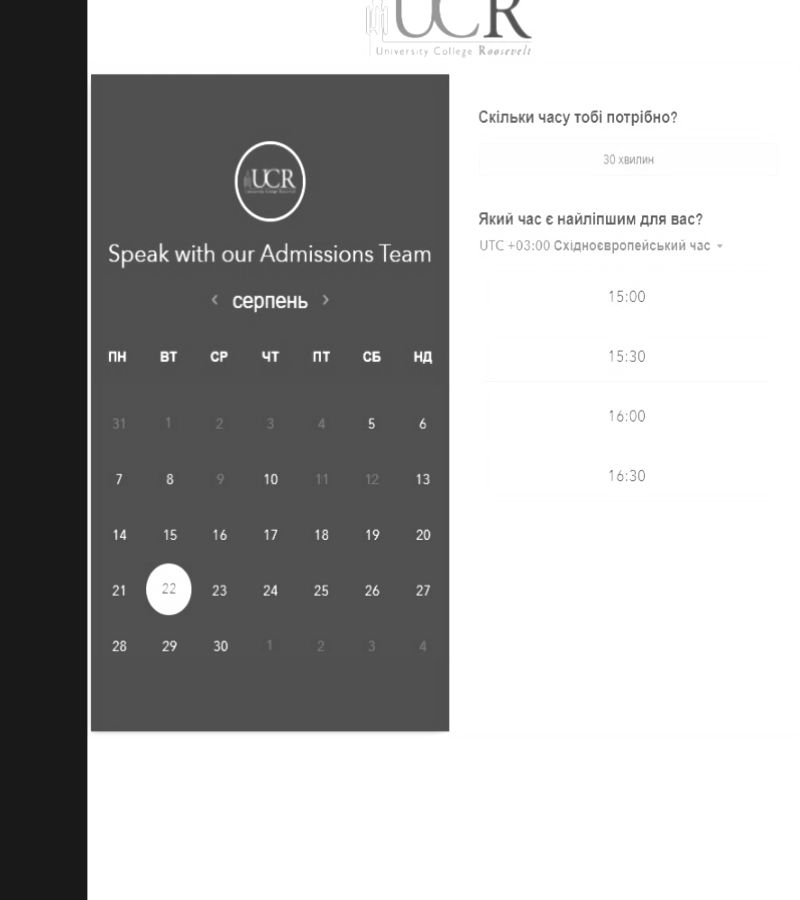 UCR
University College Roosevelt
UCR
Speak with our Admissions Team
‹ серпень ›
ПН ВТ СР ЧТ ПТ СБ НД
31 1 2 3 4 5 6
7 8 9 10 11 12 13
14 15 16 17 18 19 20
21 22 23 24 25 26 27
28 29 30 1 2 3 4
Скільки часу тобі потрібно?
30 хвилин
Який час є найліпшим для вас?
UTC +03:00 Східноєвропейський час
15:00
15:30
16:00
16:30